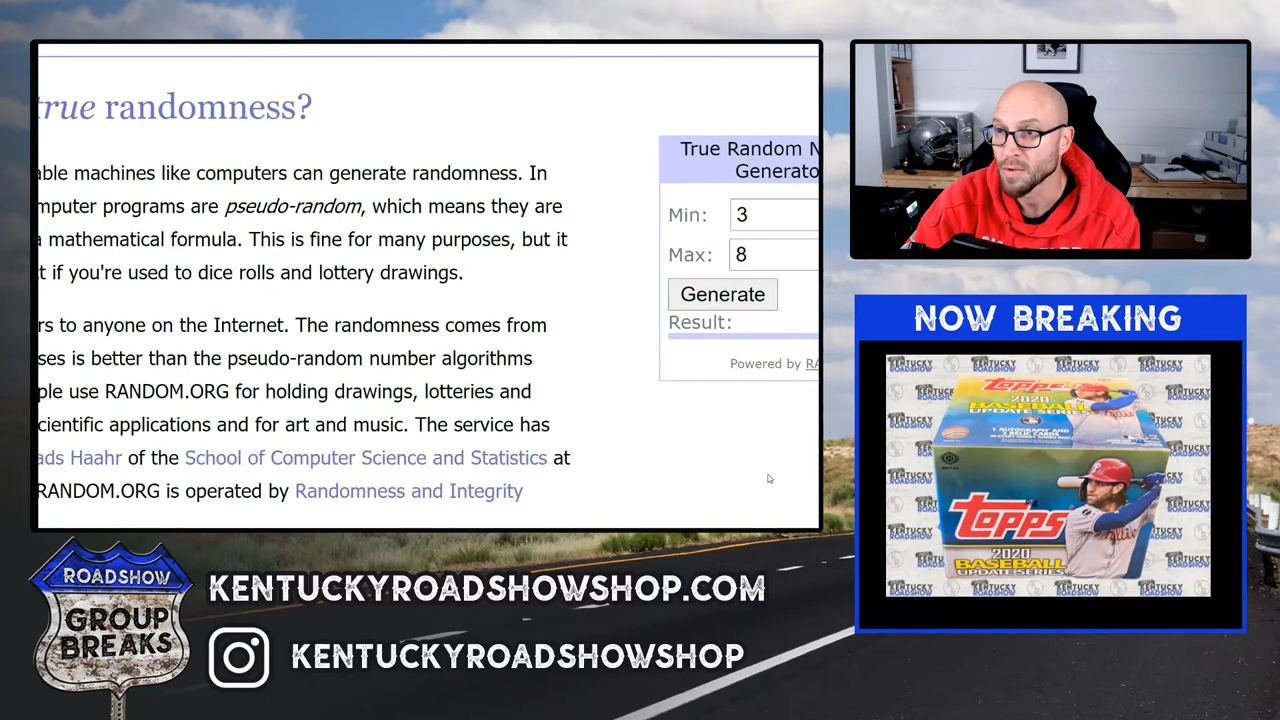 true randomness?
able machines like computers can generate randomness. In
mputer programs are pseudo-random, which means they are
a mathematical formula. This is fine for many purposes, but it
t if you're used to dice rolls and lottery drawings.
rs to anyone on the Internet. The randomness comes from
ses is better than the pseudo-random number algorithms
ple use RANDOM.ORG for holding drawings, lotteries and
cientific applications and for art and music. The service has
ads Haahr of the School of Computer Science and Statistics at
RANDOM.ORG is operated by Randomness and Integrity
True Random N
Generato
Min: 3
Max: 8
Generate
Result:
Powered by RA
NOW BREAKING
KENTUCKY
ROADSHOW
Topps
2020
BASEBALL
UPDATE SERIES
1 AUTOGRAPH AND
Topps
2020
BASEBALL
UPDATE SERIES
ROADSHOW
GROUP
BREAKS
KENTUCKYROADSHOWSHOP.COM
KENTUCKYROADSHOWSHOP